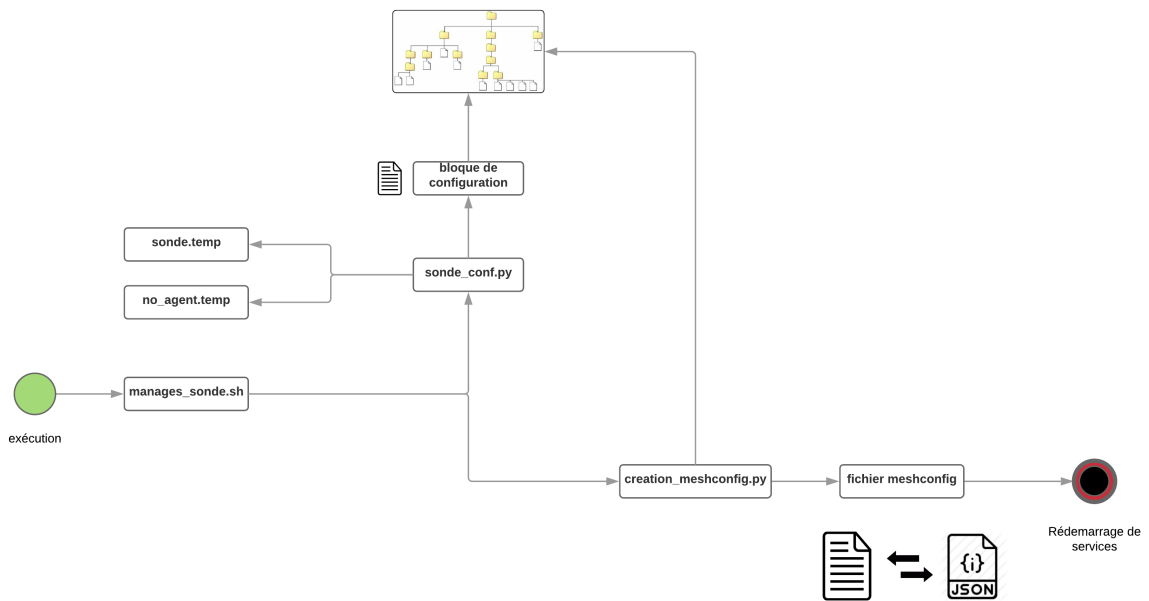 bloque de
configuration
sonde.temp
sonde_conf.py
no_agent.temp
manages_sonde.sh
exécution
creation_meshconfig.py
fichier meshconfig
Rédemarrage de
services
{i}
JSON